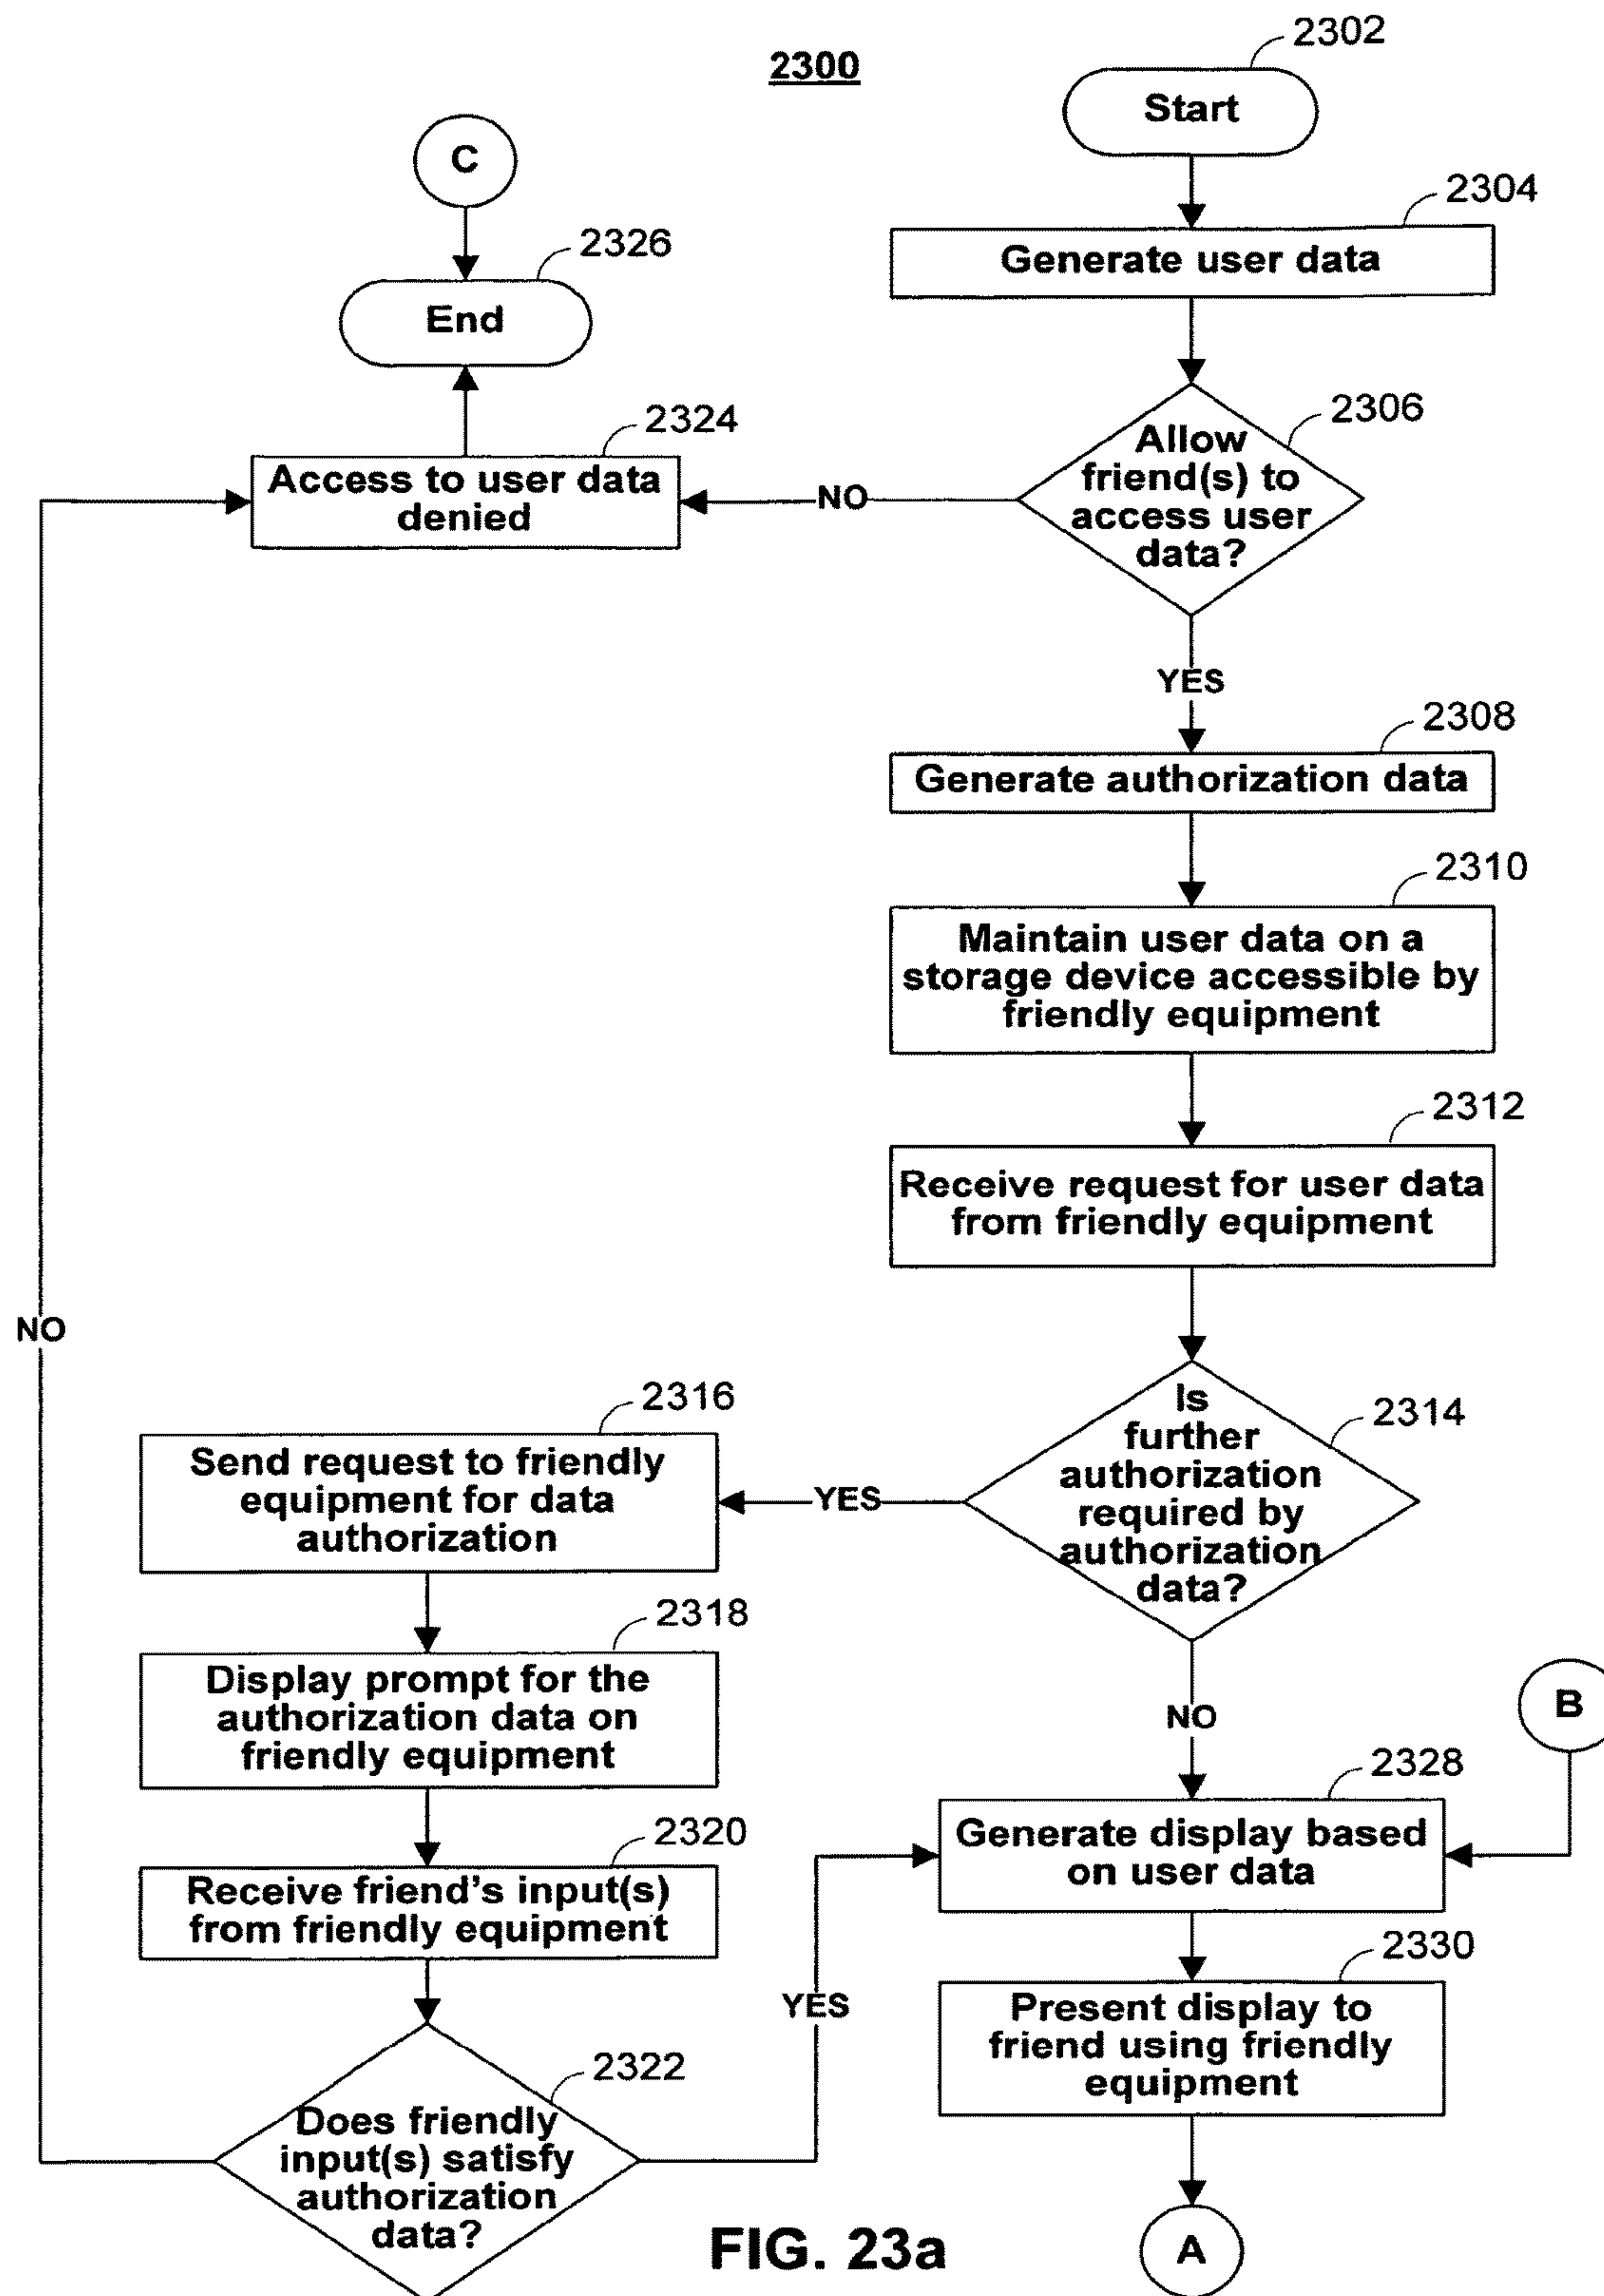 2300
2302
Start
C
2304
Generate user data
2326
End
2306
Allow
friend(s) to
access user
data?
2324
Access to user data
denied
NO
YES
2308
Generate authorization data
2310
Maintain user data on a
storage device accessible by
friendly equipment
2312
Receive request for user data
from friendly equipment
NO
2314
Is
further
authorization
required by
authorization
data?
YES
2316
Send request to friendly
equipment for data
authorization
2318
Display prompt for the
authorization data on
friendly equipment
NO
B
2328
Generate display based
on user data
2320
Receive friend's input(s)
from friendly equipment
2330
Present display to
friend using friendly
equipment
YES
2322
Does friendly
input(s) satisfy
authorization
data?
FIG. 23a
A